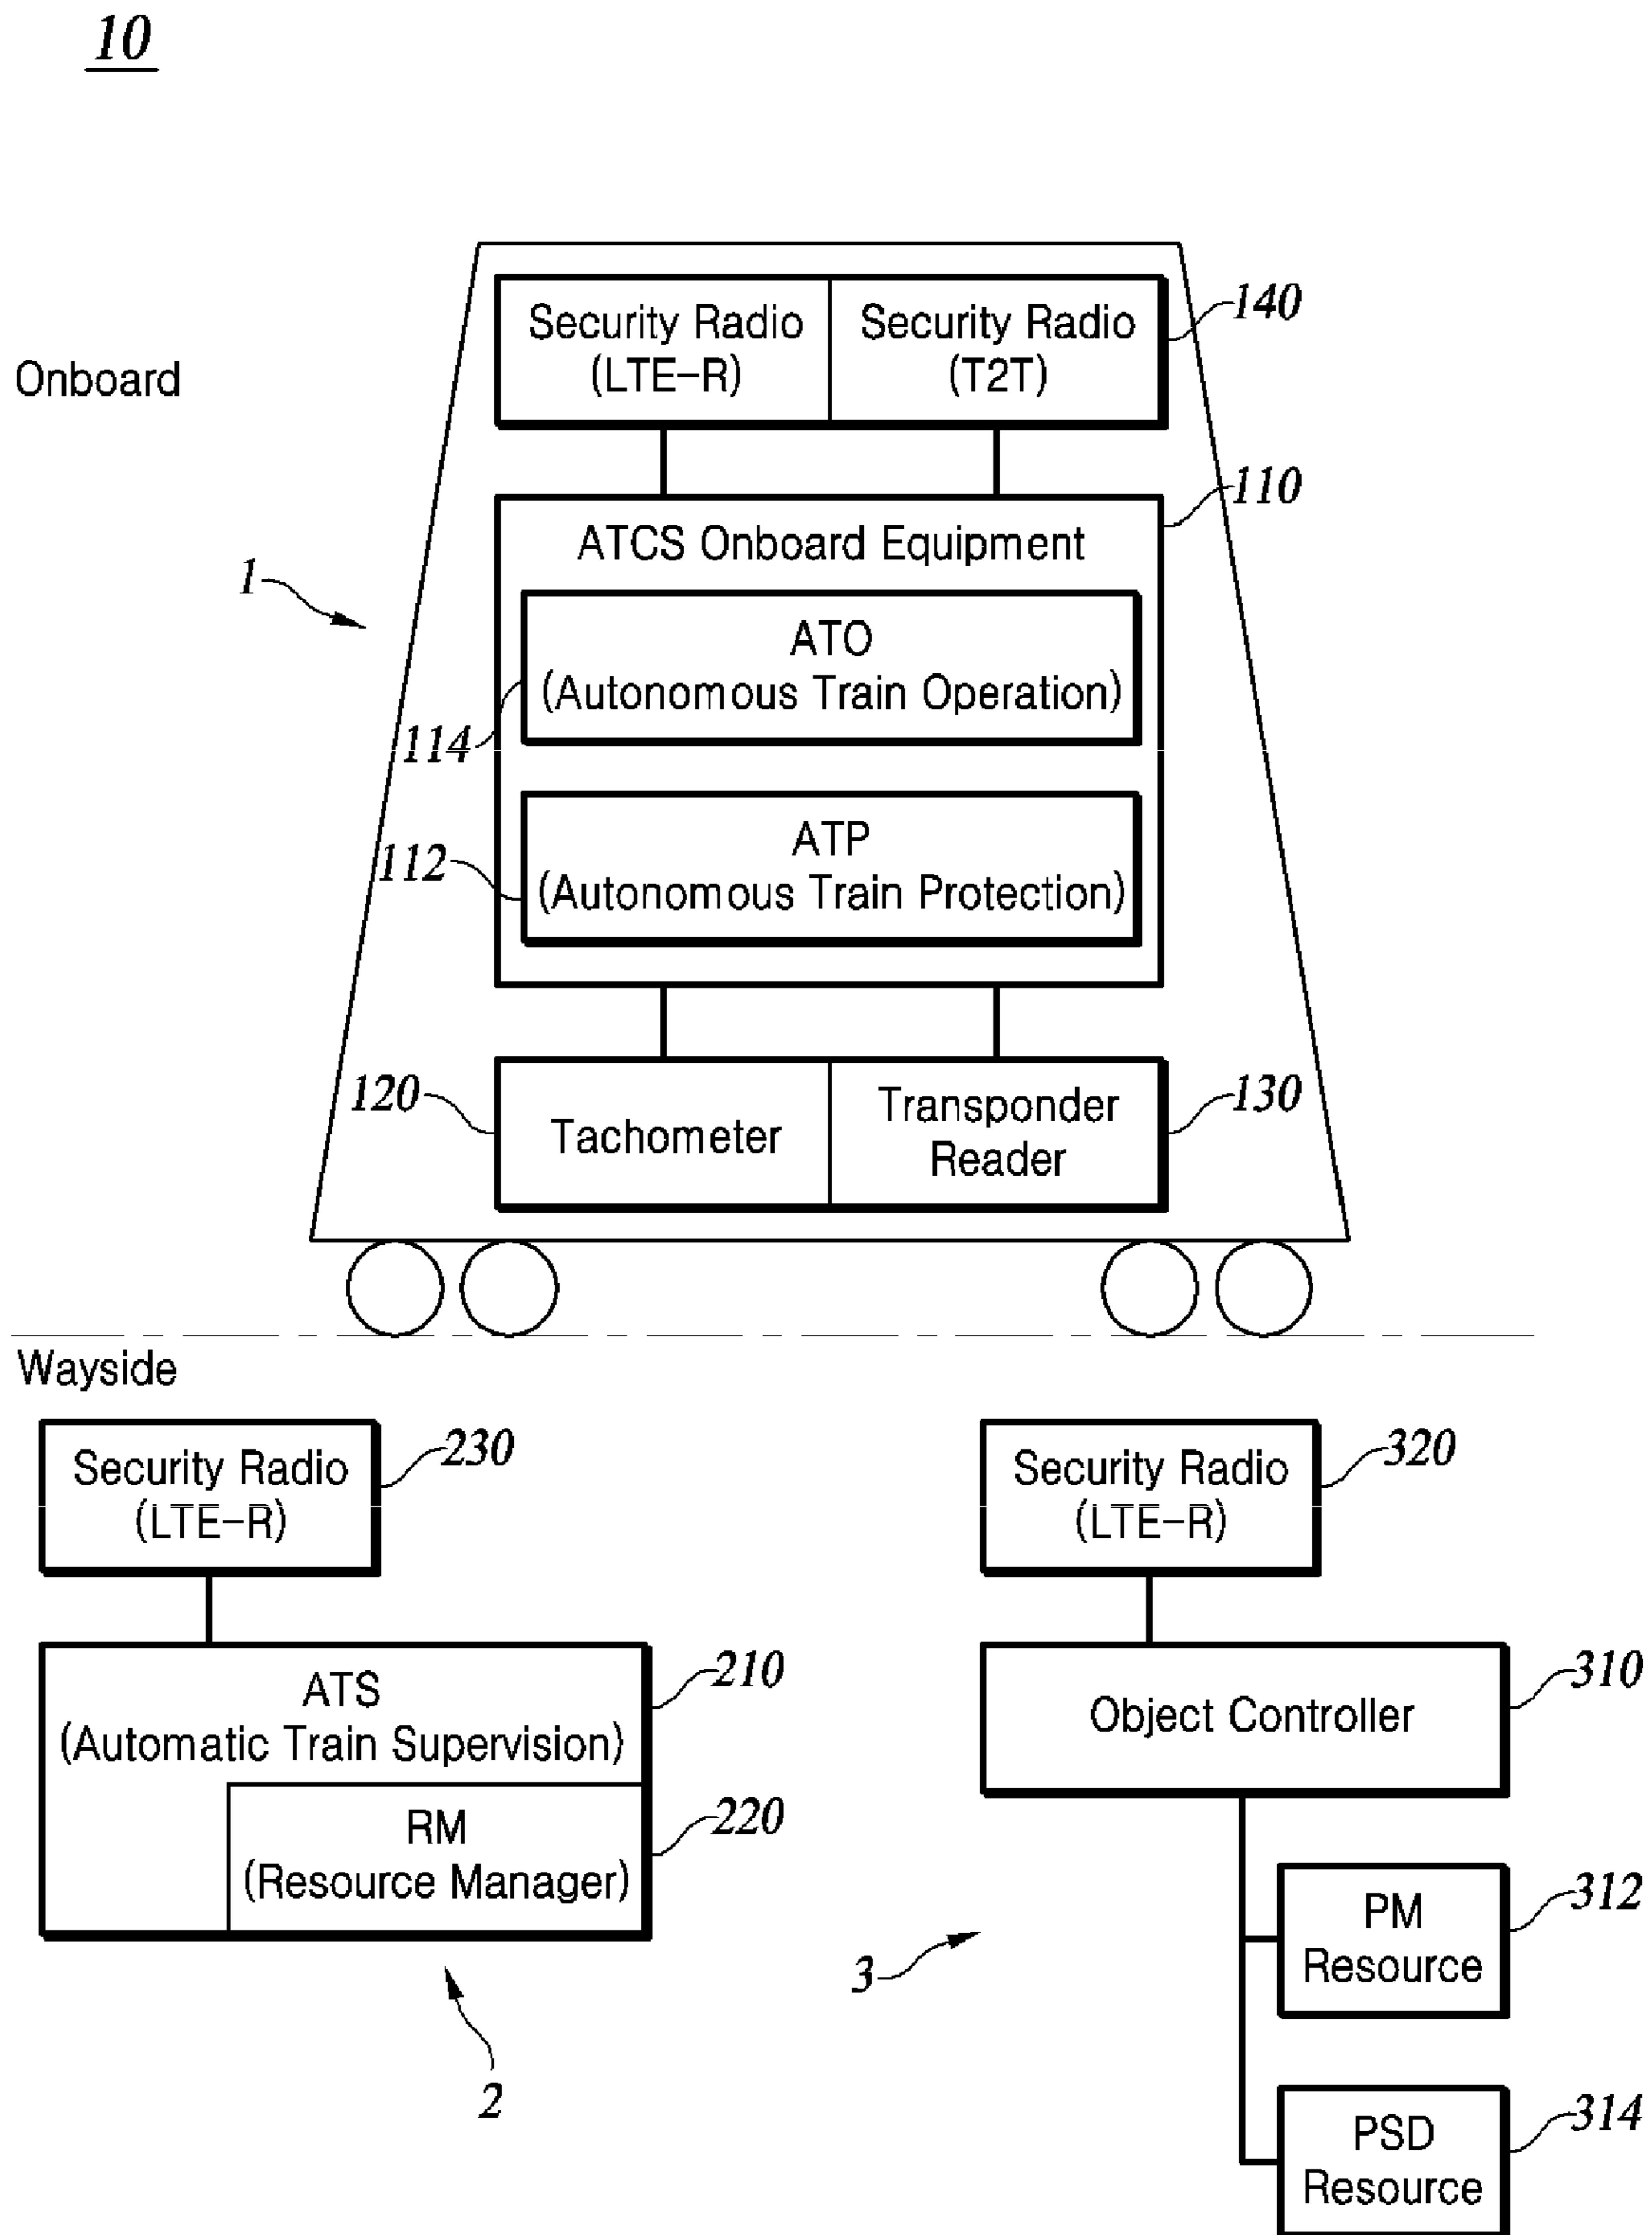 10
Onboard
Security Radio
(LTE-R)
Security Radio
(T2T)
140
110
ATCS Onboard Equipment
1
ATO
(Autonomous Train Operation)
114
ATP
(Autonomous Train Protection)
112
120
Tachometer
Transponder
Reader
130
Wayside
Security Radio
(LTE-R)
230
ATS
(Automatic Train Supervision)
210
RM
(Resource Manager)
220
2
Security Radio
(LTE-R)
320
Object Controller
310
PM
Resource
312
3
PSD
Resource
314